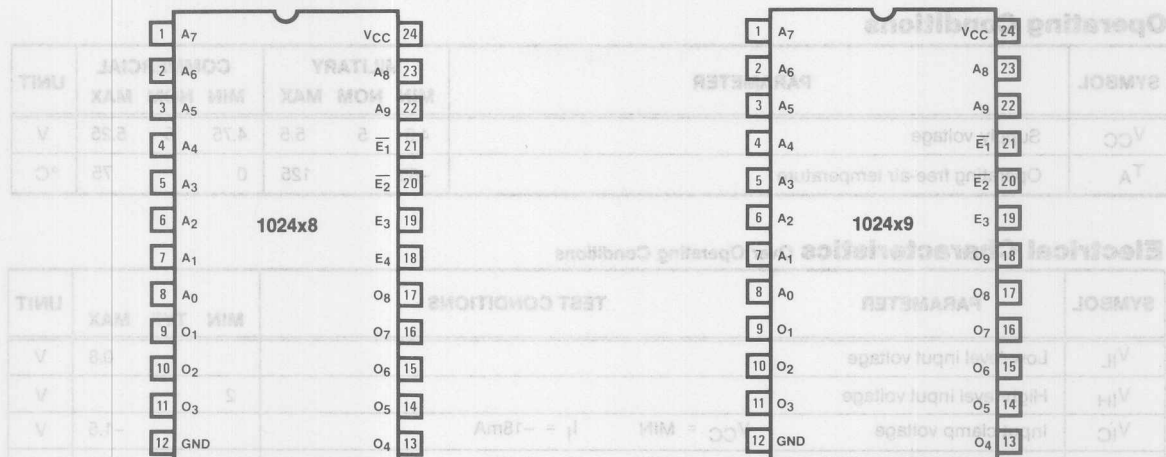 1 A7 VCC 24
2 A6 A8 23
3 A5 A9 22
4 A4 E̅1̅ 21
5 A3 E̅2̅ 20
6 A2 1024x8 E3 19
7 A1 E4 18
8 A0 O8 17
9 O1 O7 16
10 O2 O6 15
11 O3 O5 14
12 GND O4 13
1 A7 VCC 24
2 A6 A8 23
3 A5 A9 22
4 A4 E̅1̅ 21
5 A3 E̅2̅ 20
6 A2 1024x9 E3 19
7 A1 O9 18
8 A0 O8 17
9 O1 O7 16
10 O2 O6 15
11 O3 O5 14
12 GND O4 13